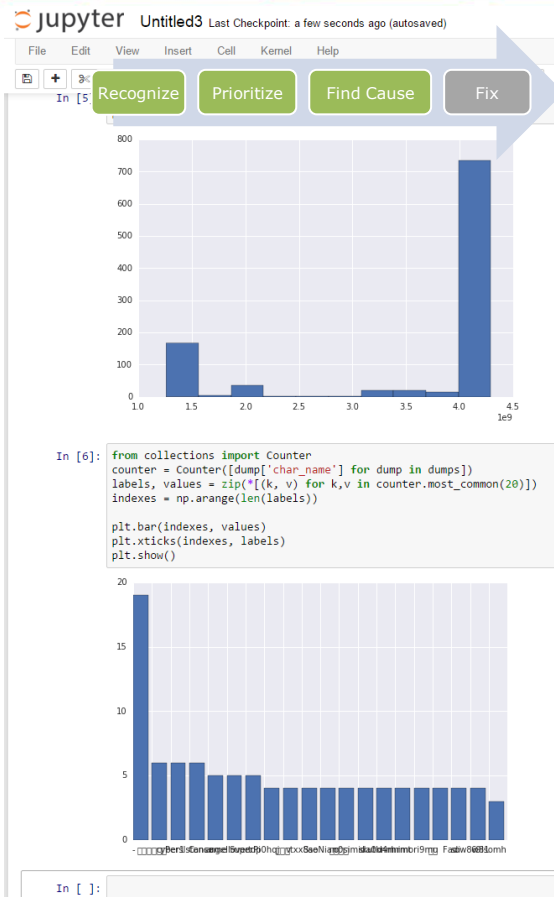 jupyter Untitled3 Last Checkpoint: a few seconds ago (autosaved)
File Edit View Insert Cell Kernel Help
Recognize Prioritize Find Cause Fix
In [5
800
700
600
500
400
300
200
100
0
1.0 1.5 2.0 2.5 3.0 3.5 4.0 4.5
1e9
In [6]:
from collections import Counter
counter = Counter([dump['char_name'] for dump in dumps])
labels, values = zip(*[(k, v) for k,v in counter.most_common(20)])
indexes = np.arange(len(labels))
plt.bar(indexes, values)
plt.xticks(indexes, labels)
plt.show()
20
15
10
5
0
-
In [ ]: